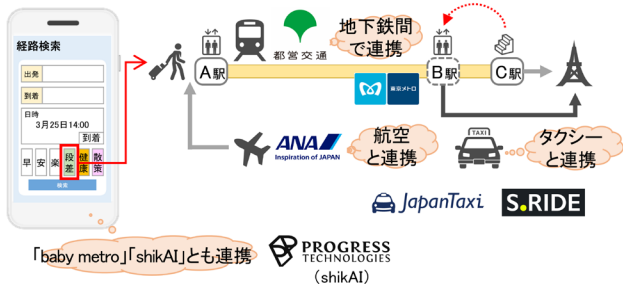 経路検索
出発
到着
日時
3月25日14:00
到着
早
安
楽
段差
健康
散策
検索
都営交通
地下鉄間
で連携
A駅
B駅
C駅
東京メトロ
ANA
Inspiration of JAPAN
航空
と連携
TAXI
タクシー
と連携
JapanTaxi
S.RIDE
「baby metro」「shikAI」とも連携
PROGRESS
TECHNOLOGIES
(shikAI)